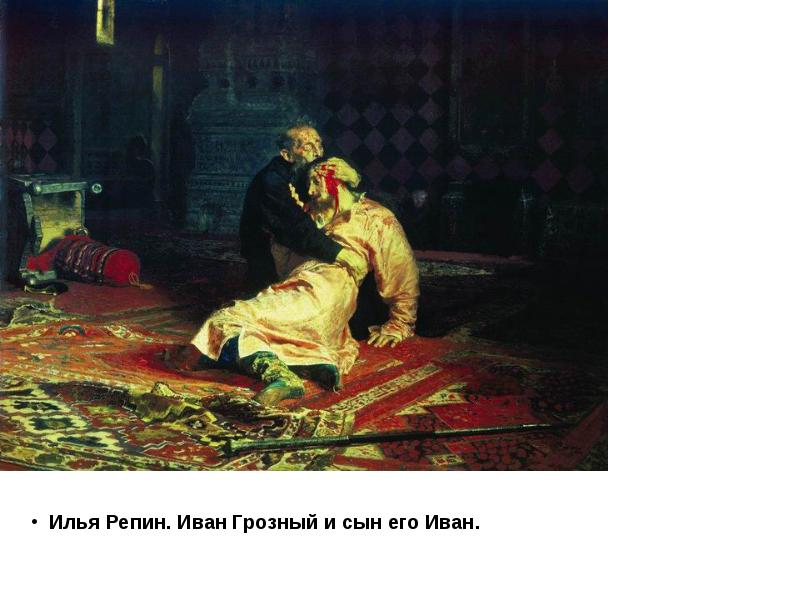 • Илья Репин. Иван Грозный и сын его Иван.